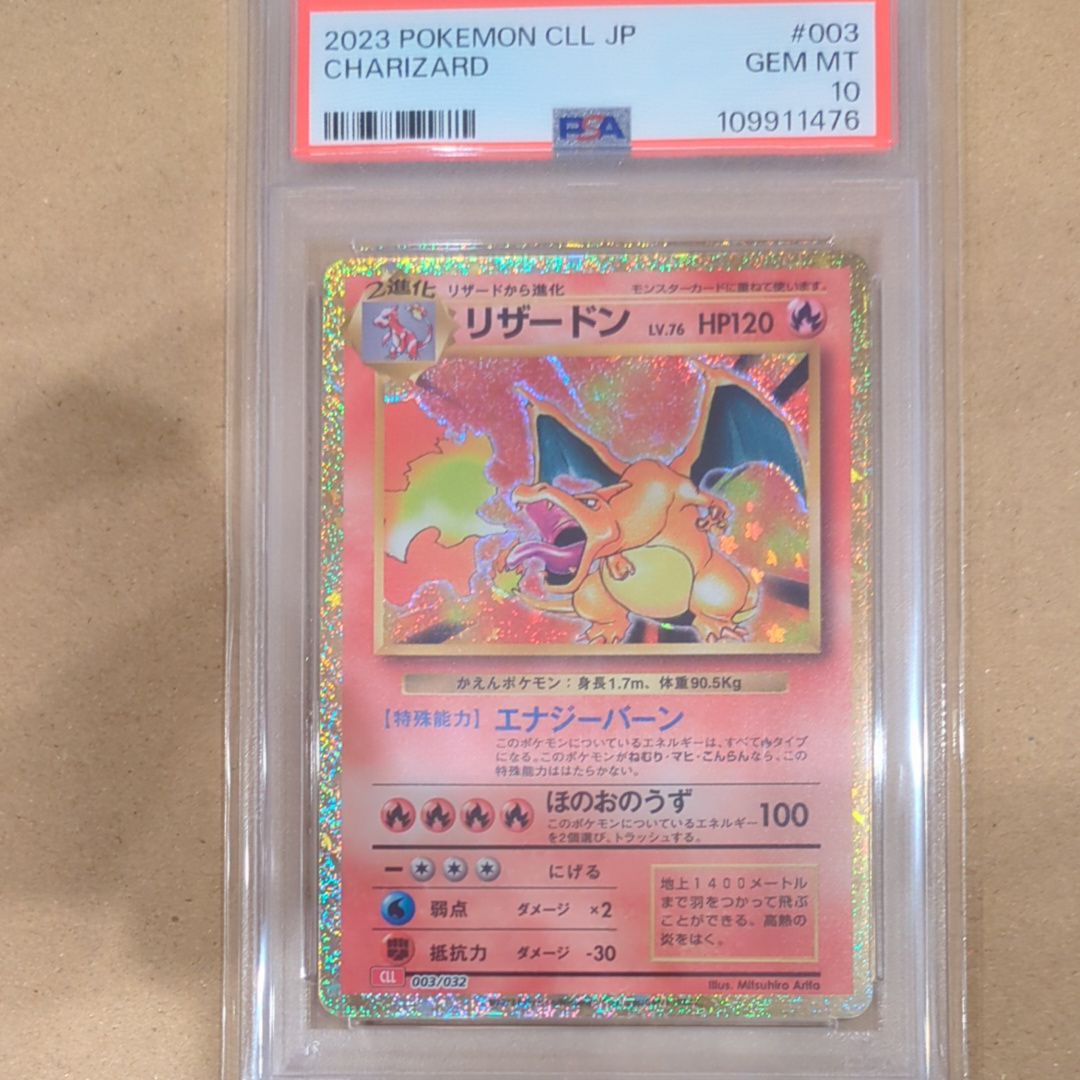 2023 POKEMON CLL JP #003
CHARIZARD GEM MT
10
PSA 109911476
2進化 リザードから進化 モンスターカードに重ねて使います。
リザードン LV.76 HP120
かえんポケモン:身長1.7m、体重90.5Kg
【特殊能力】 エナジーバーン
このポケモンについているエネルギーは、すべてタイプ
になる。このポケモンがねむり・マヒ・こんらんなら、この
特殊能力ははたらかない。
ほのおのうず 100
このポケモンについているエネルギー
を2個選び、トラッシュする。
にげる
弱点 ダメージ ×2
抵抗力 ダメージ -30
地上1400メートル
まで羽をつかって飛ぶ
ことができる。高熱の
炎をはく。
CLL 003/032
Illus. Mitsuhiro Arita